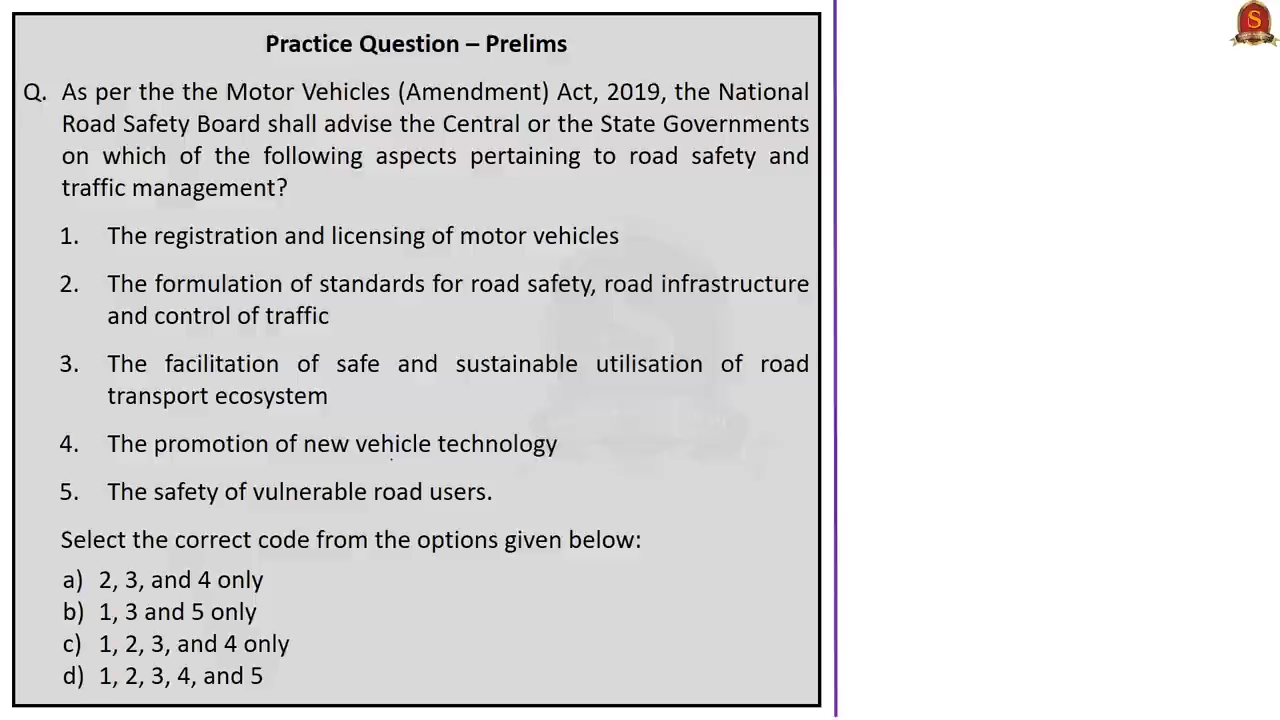 Practice Question – Prelims
Q. As per the the Motor Vehicles (Amendment) Act, 2019, the National
Road Safety Board shall advise the Central or the State Governments
on which of the following aspects pertaining to road safety and
traffic management?
1. The registration and licensing of motor vehicles
2. The formulation of standards for road safety, road infrastructure
and control of traffic
3. The facilitation of safe and sustainable utilisation of road
transport ecosystem
4. The promotion of new vehicle technology
5. The safety of vulnerable road users.
Select the correct code from the options given below:
a) 2, 3, and 4 only
b) 1, 3 and 5 only
c) 1, 2, 3, and 4 only
d) 1, 2, 3, 4, and 5
S